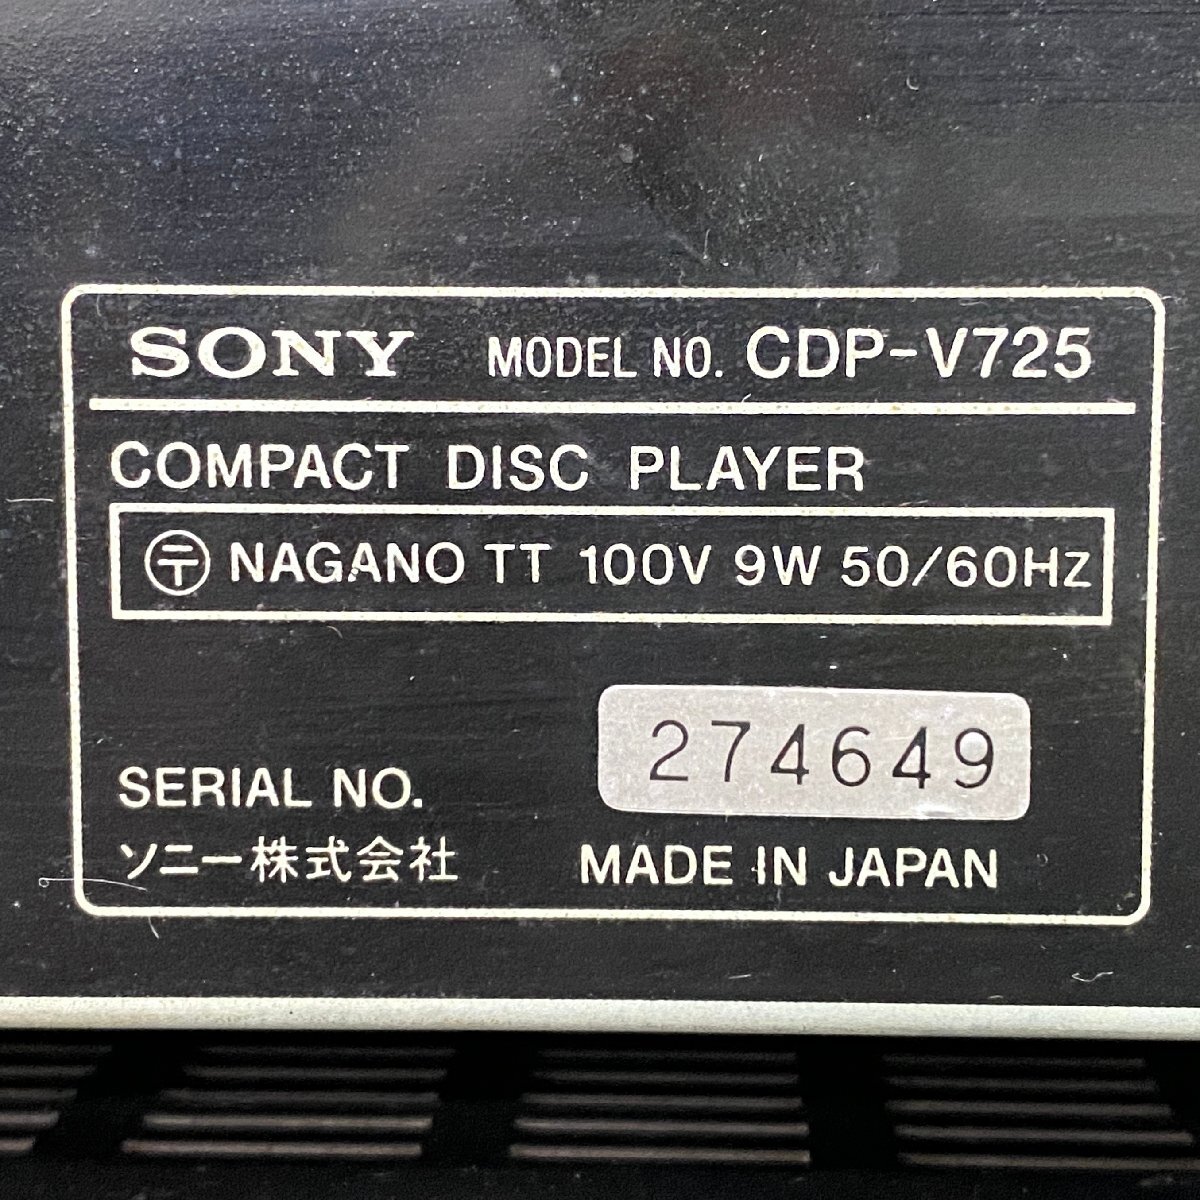 SONY MODEL NO. CDP-V725
COMPACT DISC PLAYER
〶 NAGANO TT 100V 9W 50/60HZ
274649
SERIAL NO.
ソニー株式会社 MADE IN JAPAN